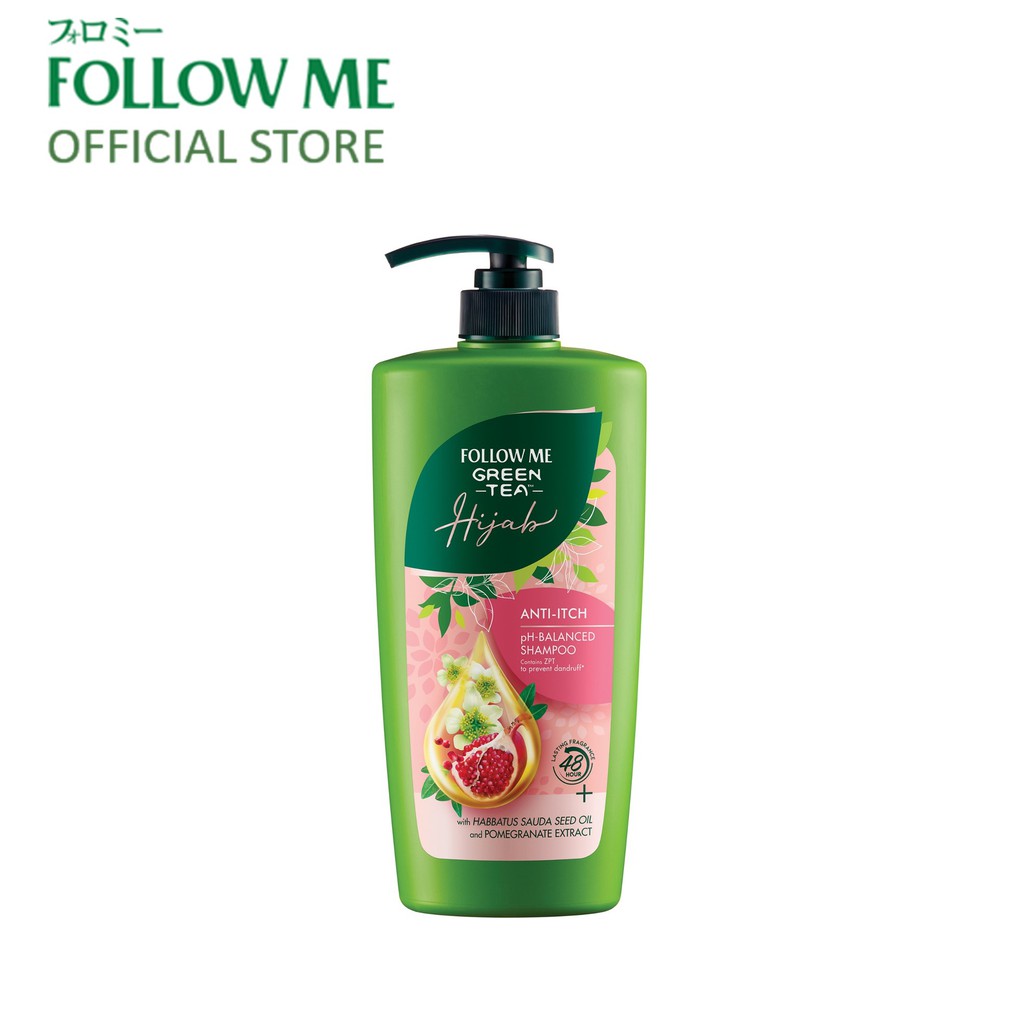 フォロミー
FOLLOW ME
OFFICIAL STORE
FOLLOW ME
GREEN
TEA™
Hijab
ANTI-ITCH
pH-BALANCED
SHAMPOO
Contains ZPT
to prevent dandruff*
LASTING FRAGRANCE
48
HOUR
+
with HABBATUS SAUDA SEED OIL
and POMEGRANATE EXTRACT